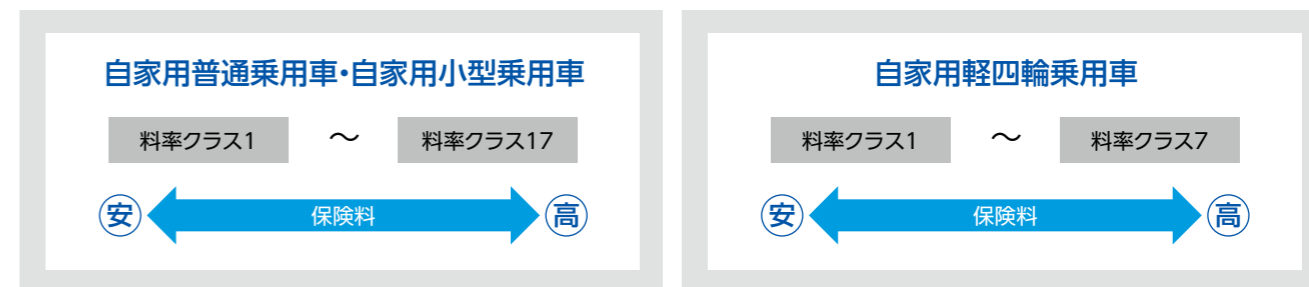 自家用普通乗用車・自家用小型乗用車
料率クラス1 ～ 料率クラス17
安 保険料 高
自家用軽四輪乗用車
料率クラス1 ～ 料率クラス7
安 保険料 高